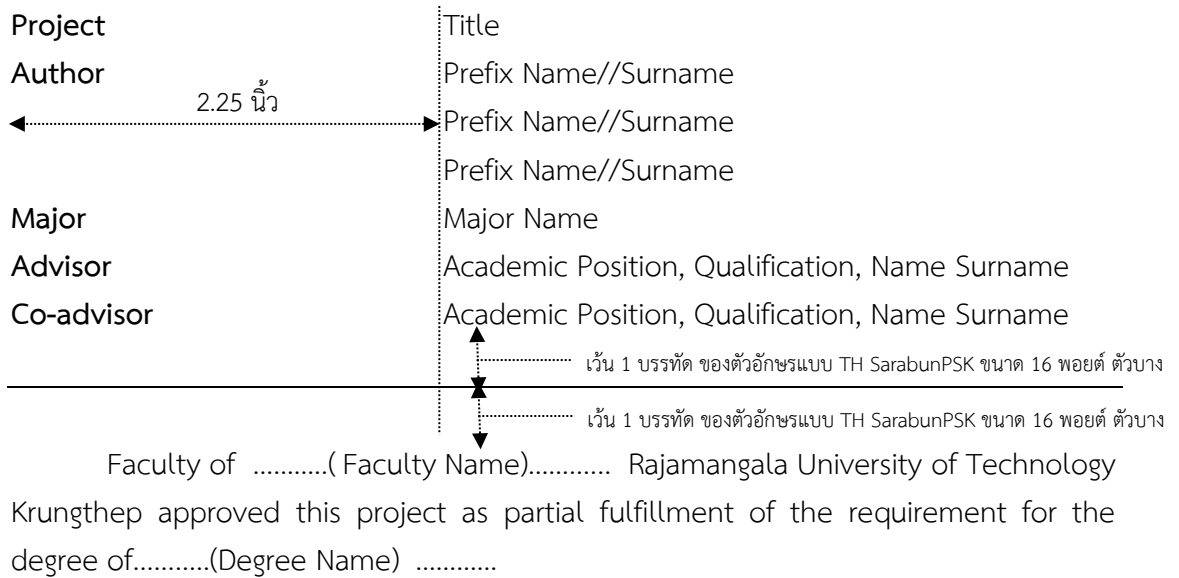 Project Title
Author Prefix Name//Surname
2.25 นิ้ว
Prefix Name//Surname
Prefix Name//Surname
Major Major Name
Advisor Academic Position, Qualification, Name Surname
Co-advisor Academic Position, Qualification, Name Surname
เว้น 1 บรรทัด ของตัวอักษรแบบ TH SarabunPSK ขนาด 16 พอยต์ ตัวบาง
เว้น 1 บรรทัด ของตัวอักษรแบบ TH SarabunPSK ขนาด 16 พอยต์ ตัวบาง
Faculty of ...........( Faculty Name)............ Rajamangala University of Technology
Krungthep approved this project as partial fulfillment of the requirement for the
degree of...........(Degree Name) ............